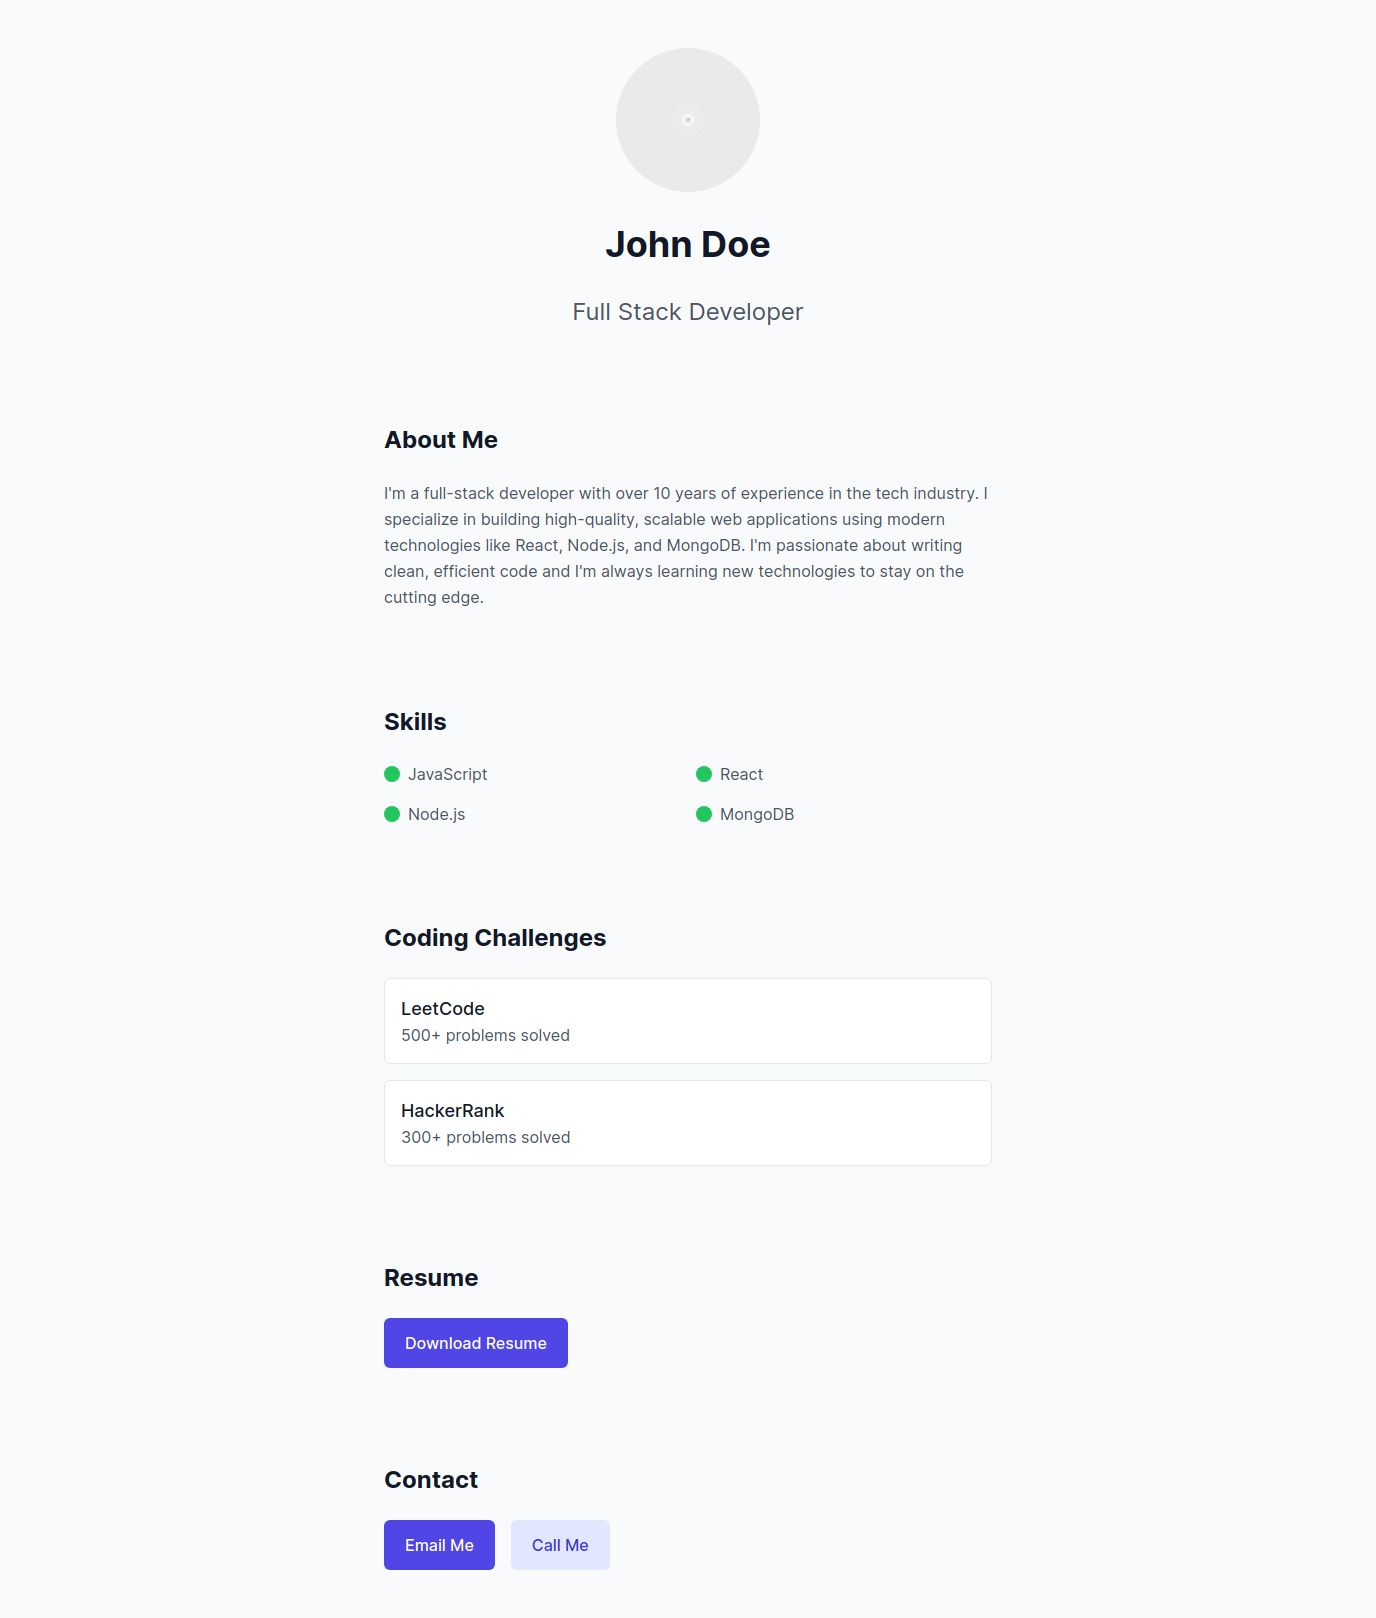 John Doe
Full Stack Developer
About Me
I'm a full-stack developer with over 10 years of experience in the tech industry. I
specialize in building high-quality, scalable web applications using modern
technologies like React, Node.js, and MongoDB. I'm passionate about writing
clean, efficient code and I'm always learning new technologies to stay on the
cutting edge.
Skills
JavaScript
React
Node.js
MongoDB
Coding Challenges
LeetCode
500+ problems solved
HackerRank
300+ problems solved
Resume
Download Resume
Contact
Email Me
Call Me